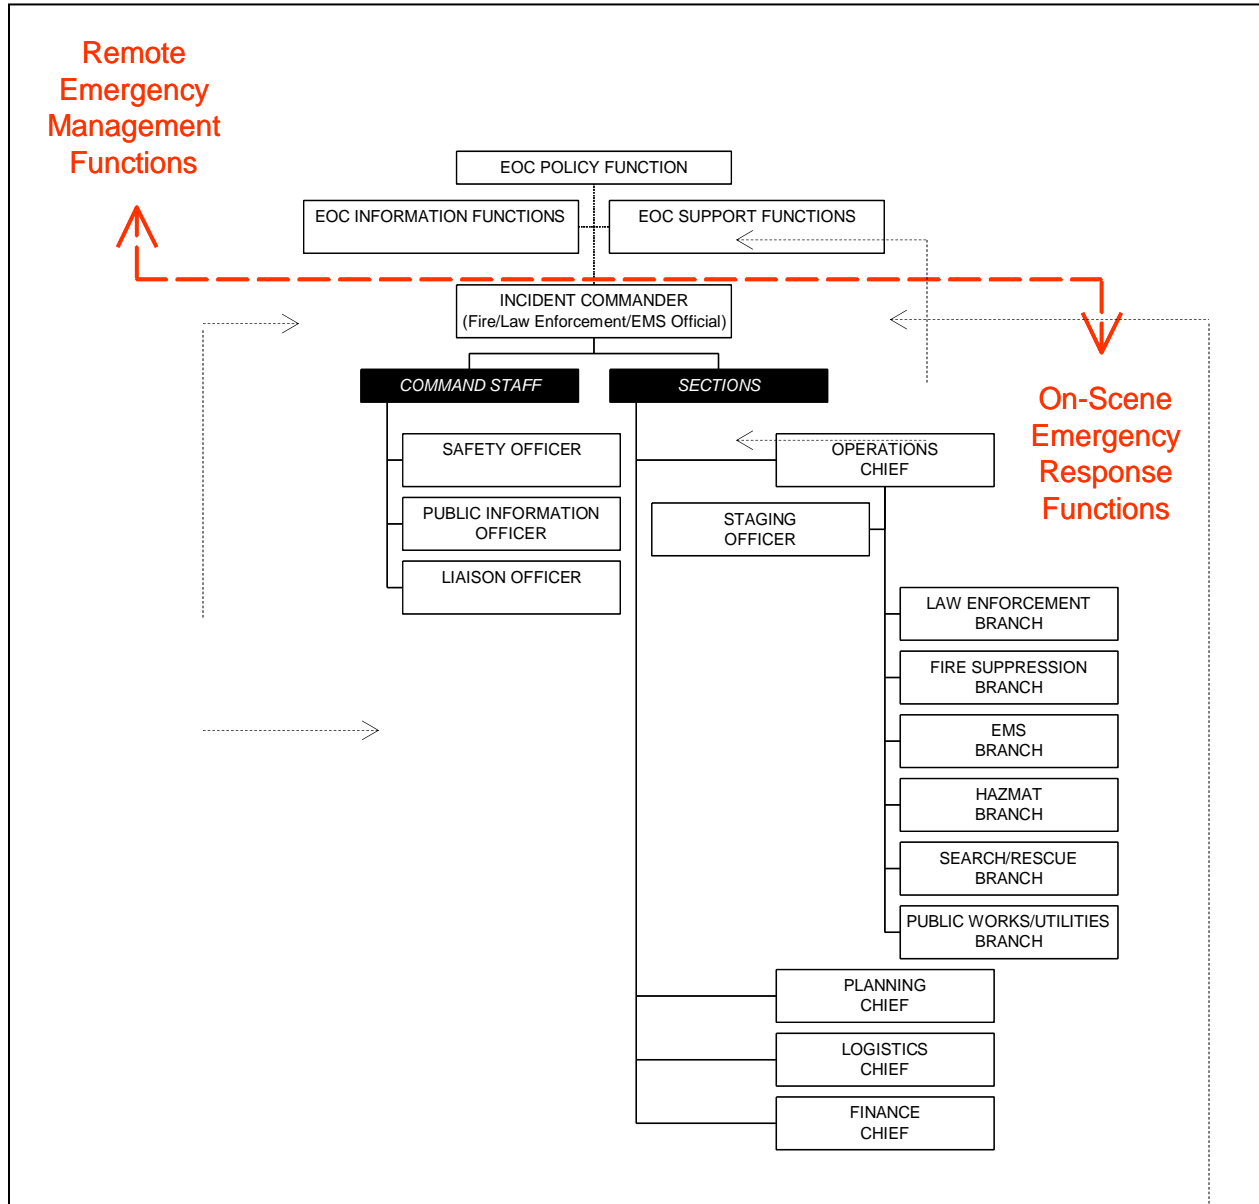 Remote
Emergency
Management
Functions
EOC POLICY FUNCTION
EOC INFORMATION FUNCTIONS
EOC SUPPORT FUNCTIONS
INCIDENT COMMANDER
(Fire/Law Enforcement/EMS Official)
COMMAND STAFF
SECTIONS
On-Scene
Emergency
Response
Functions
SAFETY OFFICER
PUBLIC INFORMATION
OFFICER
LIAISON OFFICER
OPERATIONS
CHIEF
STAGING
OFFICER
LAW ENFORCEMENT
BRANCH
FIRE SUPPRESSION
BRANCH
EMS
BRANCH
HAZMAT
BRANCH
SEARCH/RESCUE
BRANCH
PUBLIC WORKS/UTILITIES
BRANCH
PLANNING
CHIEF
LOGISTICS
CHIEF
FINANCE
CHIEF